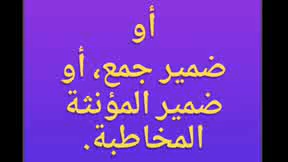 أو
ضمير جمع، أو
ضمير المؤنثة
المخاطبة.